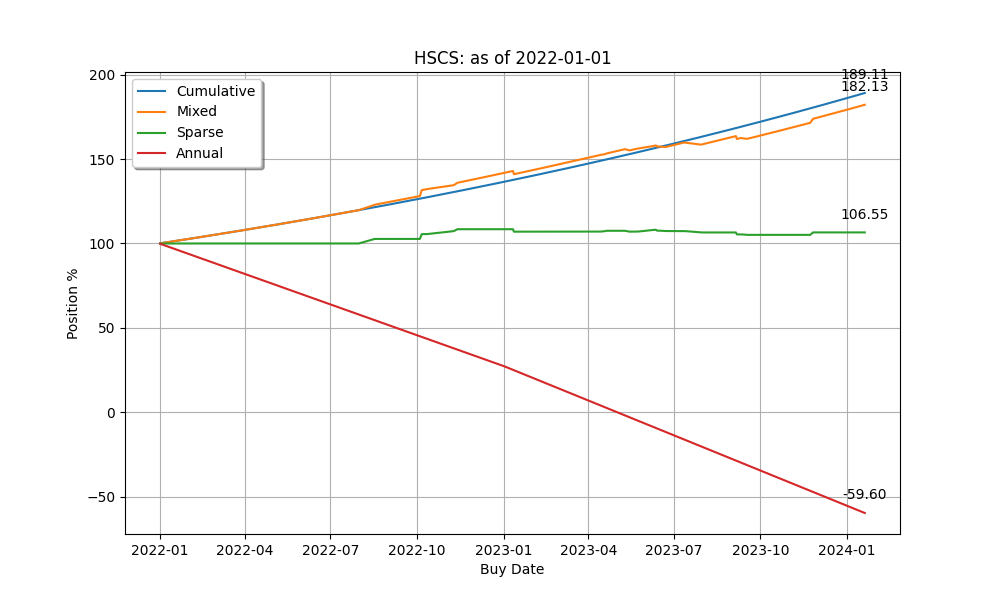 HSCS: as of 2022-01-01
200
150
100
50
0
−50
Position %
Cumulative
Mixed
Sparse
Annual
189.11
182.13
106.55
-59.60
2022-01
2022-04
2022-07
2022-10
2023-01
2023-04
2023-07
2023-10
2024-01
Buy Date